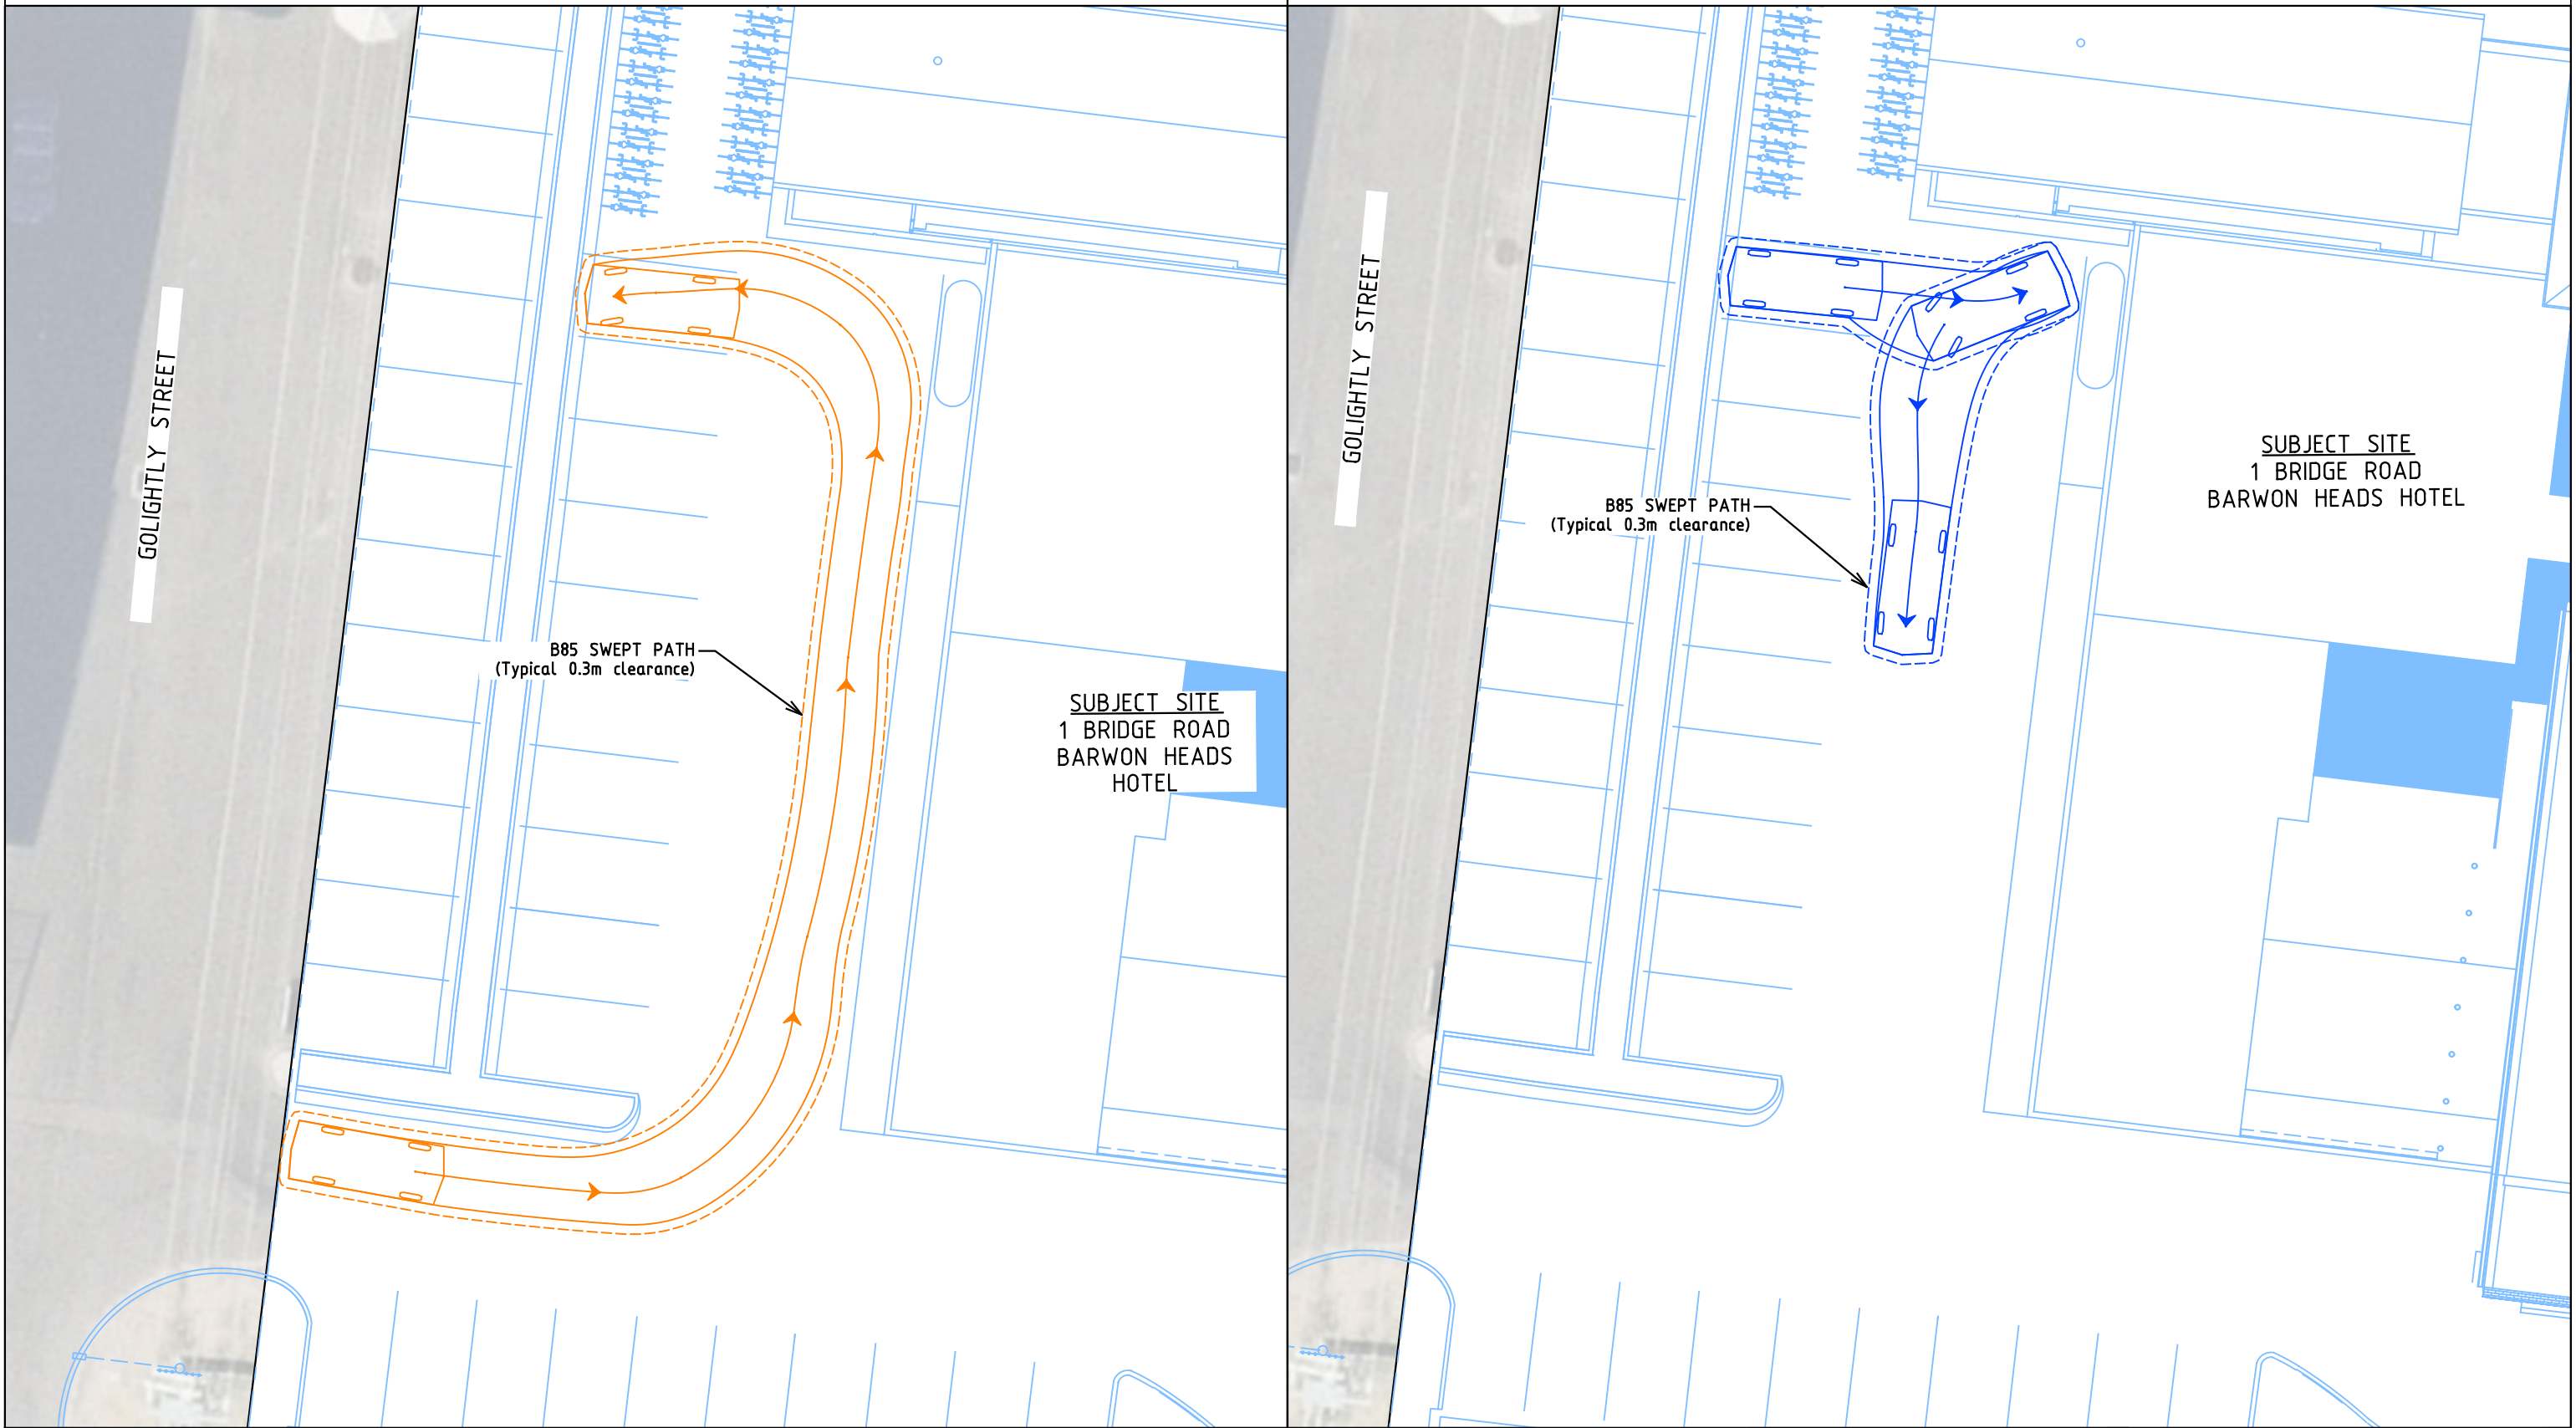 GOLIGHTLY STREET
B85 SWEPT PATH
(Typical 0.3m clearance)
SUBJECT SITE
1 BRIDGE ROAD
BARWON HEADS
HOTEL
GOLIGHTLY STREET
B85 SWEPT PATH
(Typical 0.3m clearance)
SUBJECT SITE
1 BRIDGE ROAD
BARWON HEADS HOTEL